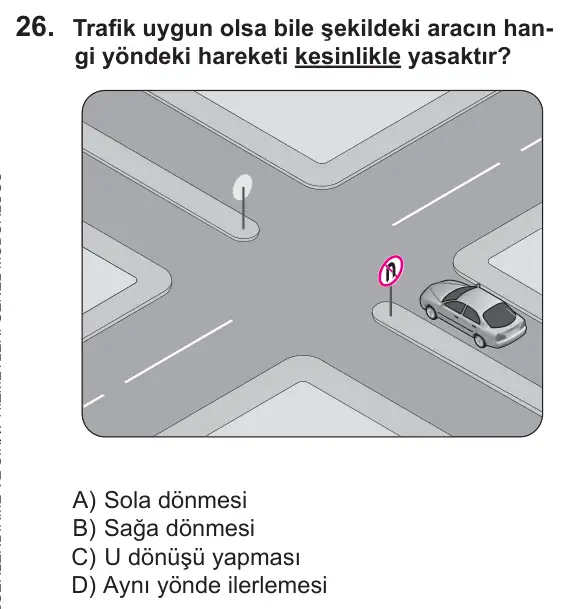 26. Trafik uygun olsa bile şekildeki aracın han-
gi yöndeki hareketi kesinlikle yasaktır?
A) Sola dönmesi
B) Sağa dönmesi
C) U dönüşü yapması
D) Aynı yönde ilerlemesi